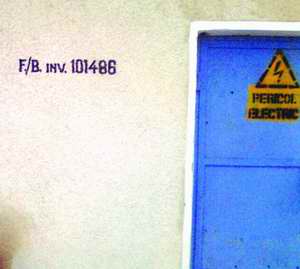 F/B. INV. 101486
PERICOL
ELECTRIC